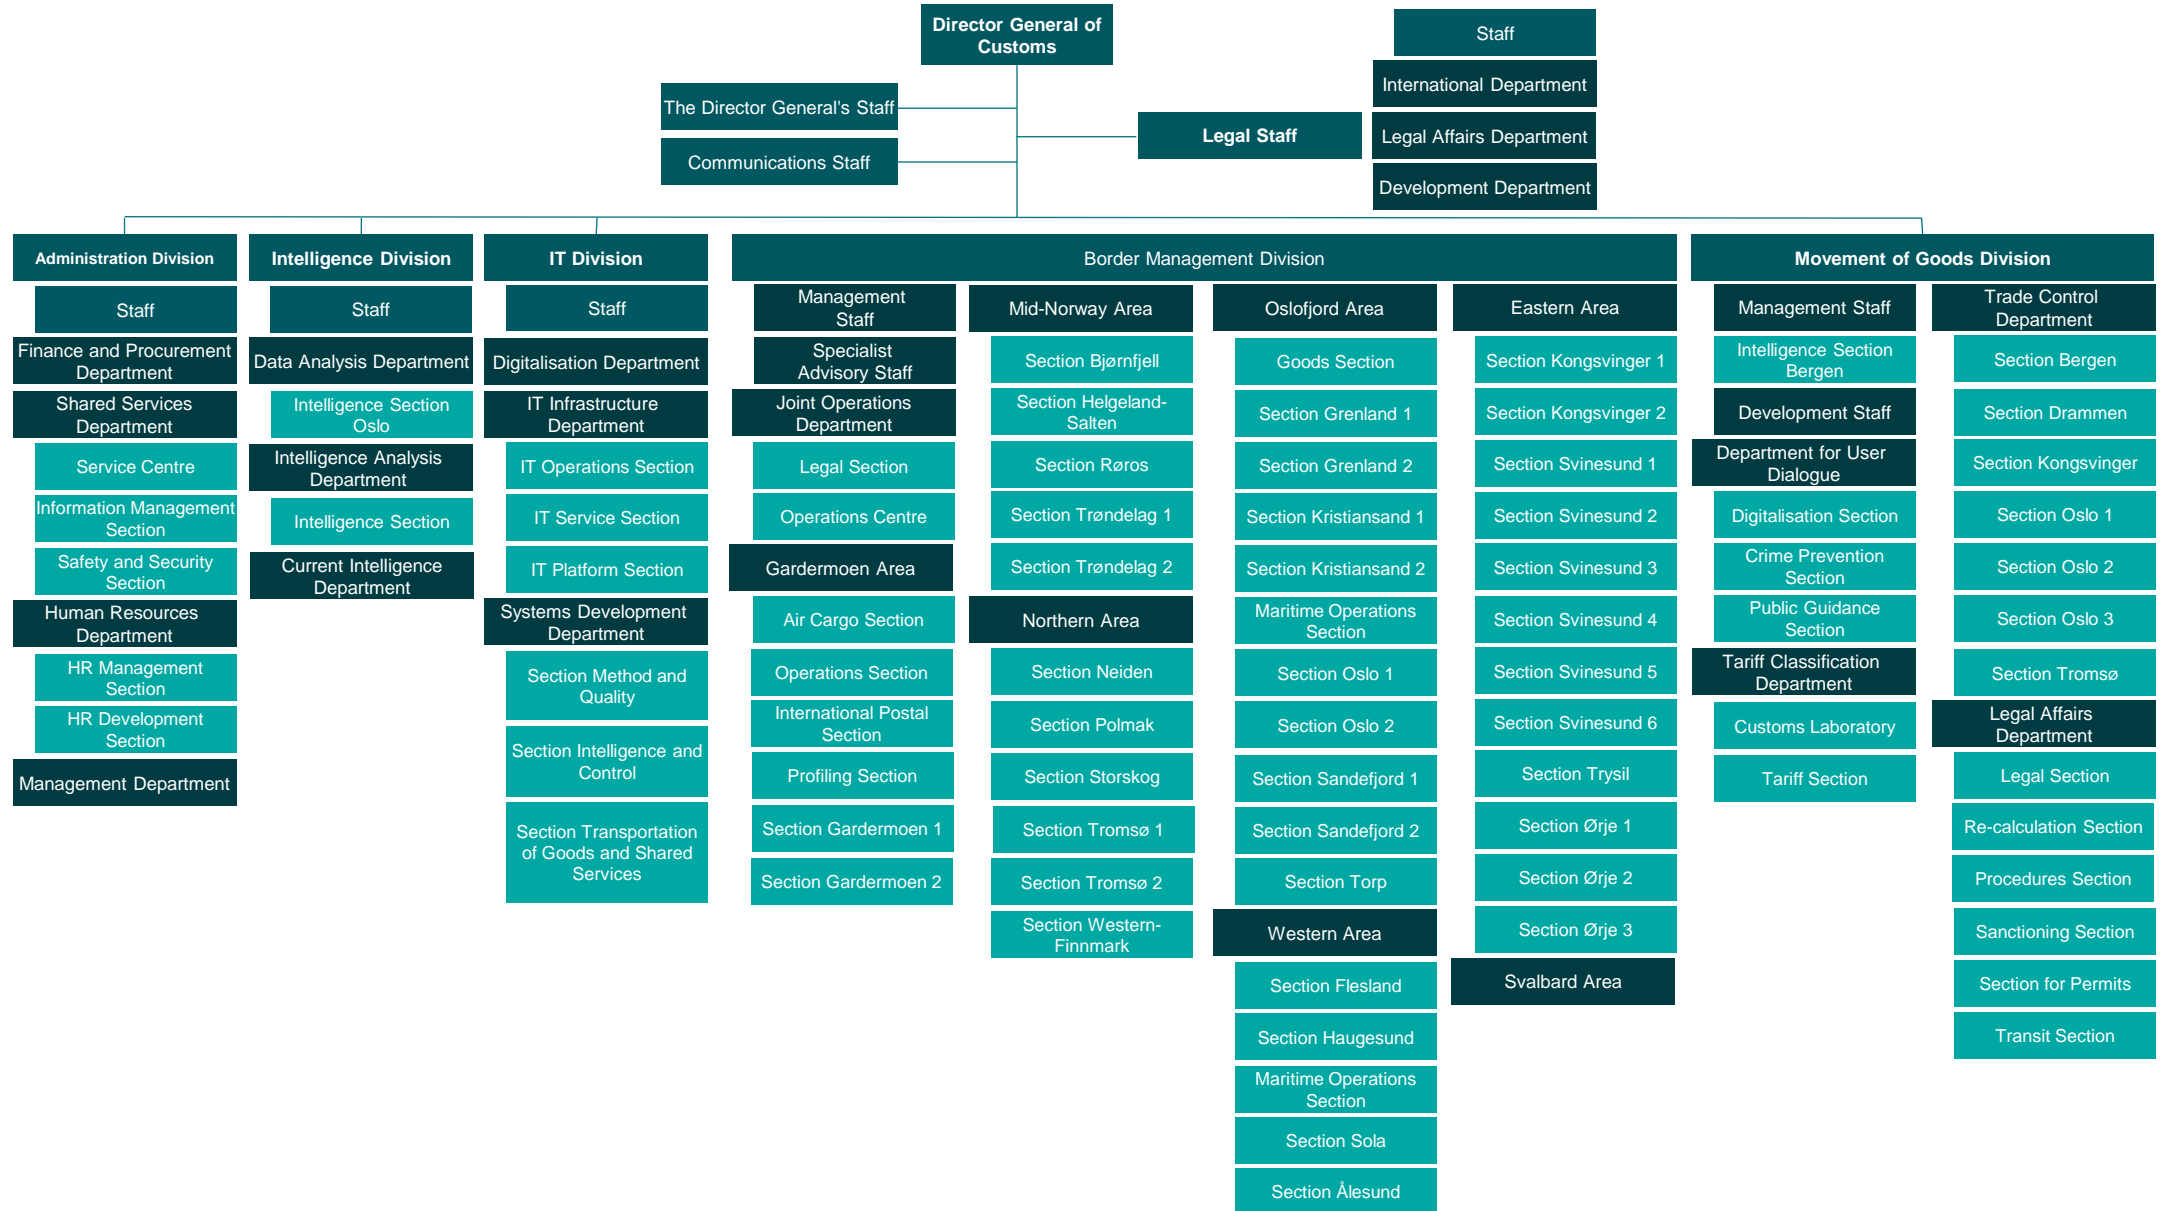 Director General of
Customs
The Director General's Staff
Communications Staff
Legal Staff
Staff
International Department
Legal Affairs Department
Development Department
Administration Division
Staff
Finance and Procurement
Department
Shared Services
Department
Service Centre
Information Management
Section
Safety and Security
Section
Human Resources
Department
HR Management
Section
HR Development
Section
Management Department
Intelligence Division
Staff
Data Analysis Department
Intelligence Section
Oslo
Intelligence Analysis
Department
Intelligence Section
Current Intelligence
Department
IT Division
Staff
Digitalisation Department
IT Infrastructure
Department
IT Operations Section
IT Service Section
IT Platform Section
Systems Development
Department
Section Method and
Quality
Section Intelligence and
Control
Section Transportation
of Goods and Shared
Services
Border Management Division
Management
Staff
Specialist
Advisory Staff
Joint Operations
Department
Legal Section
Operations Centre
Gardermoen Area
Air Cargo Section
Operations Section
International Postal
Section
Profiling Section
Section Gardermoen 1
Section Gardermoen 2
Mid-Norway Area
Section Bjørnfjell
Section Helgeland-
Salten
Section Røros
Section Trøndelag 1
Section Trøndelag 2
Northern Area
Section Neiden
Section Polmak
Section Storskog
Section Tromsø 1
Section Tromsø 2
Section Western-
Finnmark
Oslofjord Area
Goods Section
Section Grenland 1
Section Grenland 2
Section Kristiansand 1
Section Kristiansand 2
Maritime Operations
Section
Section Oslo 1
Section Oslo 2
Section Sandefjord 1
Section Sandefjord 2
Section Torp
Western Area
Section Flesland
Section Haugesund
Maritime Operations
Section
Section Sola
Section Ålesund
Eastern Area
Section Kongsvinger 1
Section Kongsvinger 2
Section Svinesund 1
Section Svinesund 2
Section Svinesund 3
Section Svinesund 4
Section Svinesund 5
Section Svinesund 6
Section Trysil
Section Ørje 1
Section Ørje 2
Section Ørje 3
Svalbard Area
Movement of Goods Division
Management Staff
Intelligence Section
Bergen
Development Staff
Department for User
Dialogue
Digitalisation Section
Crime Prevention
Section
Public Guidance
Section
Tariff Classification
Department
Customs Laboratory
Tariff Section
Trade Control
Department
Section Bergen
Section Drammen
Section Kongsvinger
Section Oslo 1
Section Oslo 2
Section Oslo 3
Section Tromsø
Legal Affairs
Department
Legal Section
Re-calculation Section
Procedures Section
Sanctioning Section
Section for Permits
Transit Section